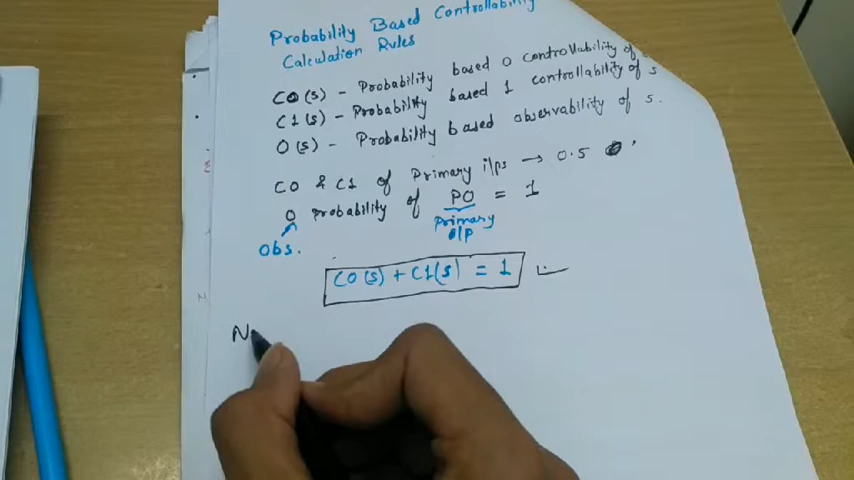 Probability Based Controllability
Calculation Rules
C0(s) - Probability based 0 controllability of
C1(s) - Probability based 1 controllability of s
O(s) - Probability based observability of s.
C0 & C1 of Primary i/ps → 0.5
O Probability of PO = 1
Obs.
Primary
o/p
C0(s) + C1(s) = 1
N